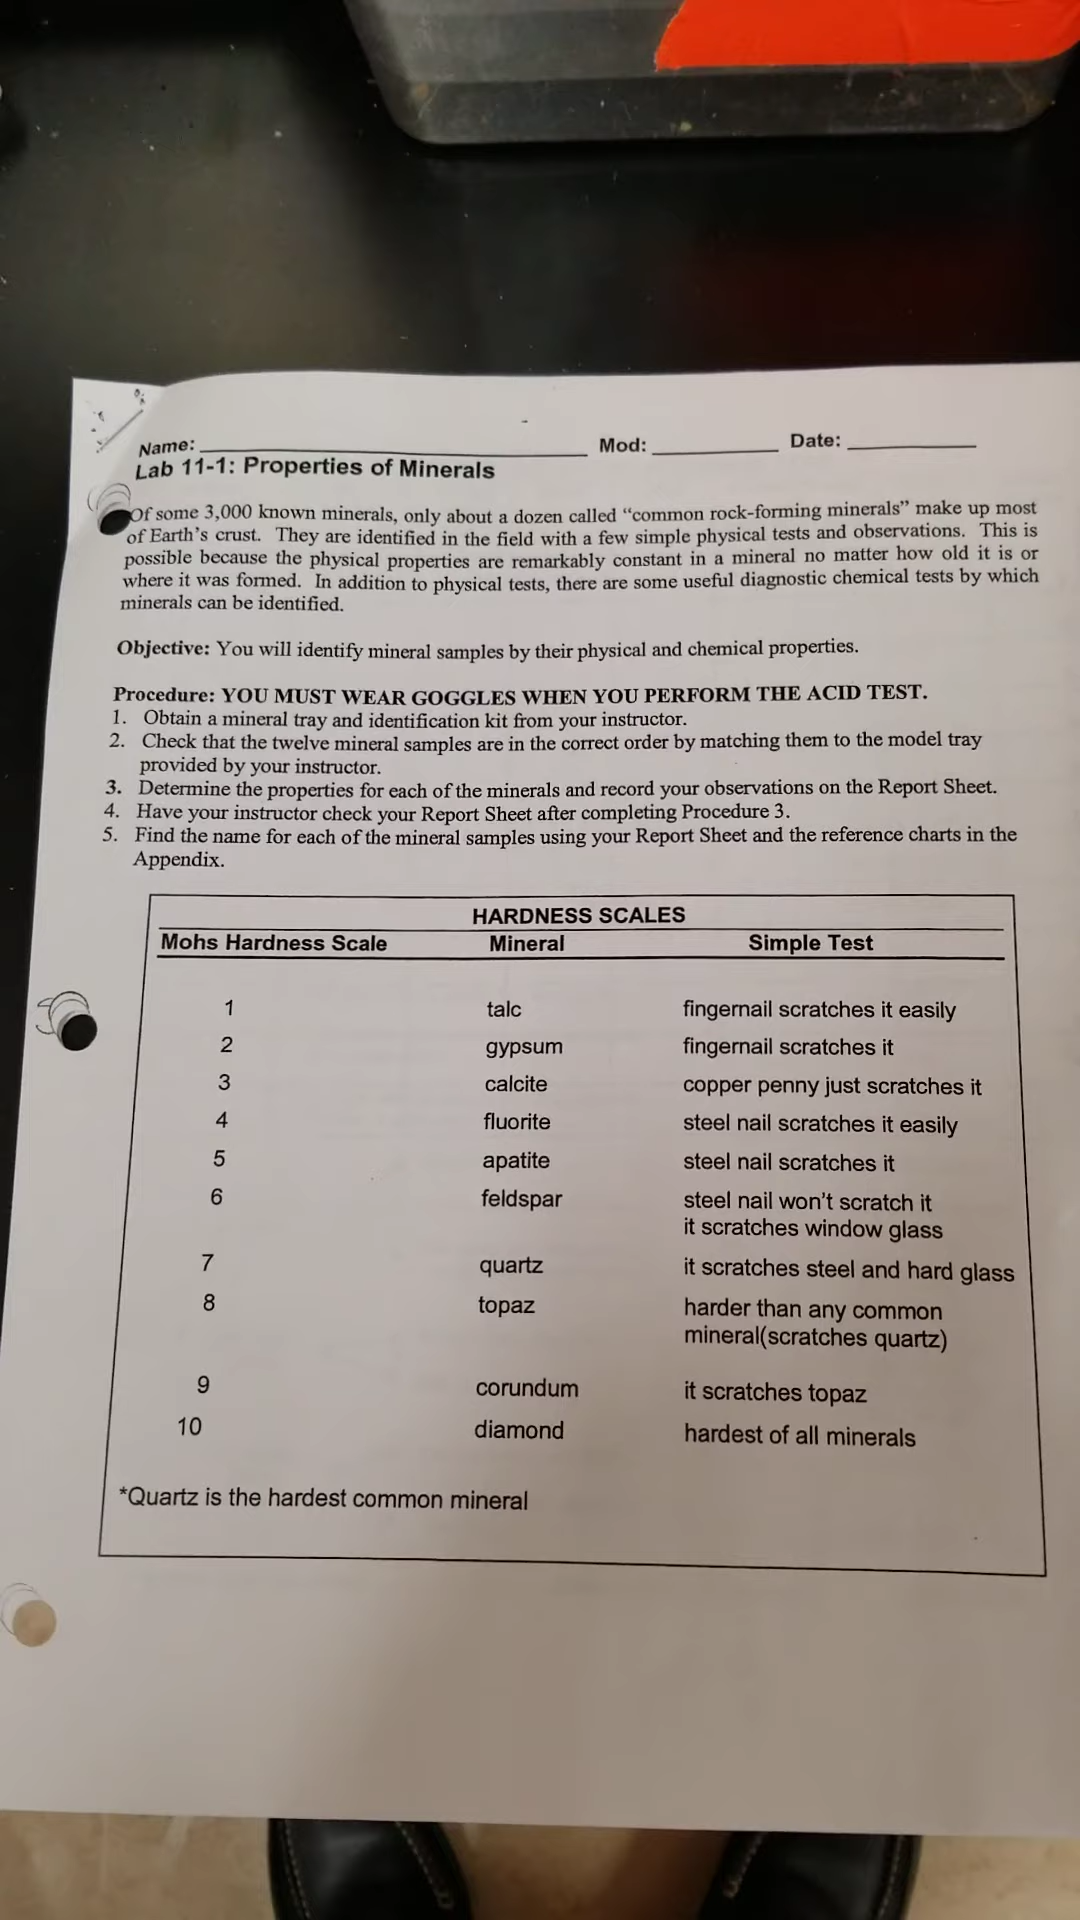 Name: Mod: Date:
Lab 11-1: Properties of Minerals
Of some 3,000 known minerals, only about a dozen called “common rock-forming minerals” make up most
of Earth’s crust. They are identified in the field with a few simple physical tests and observations. This is
possible because the physical properties are remarkably constant in a mineral no matter how old it is or
where it was formed. In addition to physical tests, there are some useful diagnostic chemical tests by which
minerals can be identified.
Objective: You will identify mineral samples by their physical and chemical properties.
Procedure: YOU MUST WEAR GOGGLES WHEN YOU PERFORM THE ACID TEST.
1. Obtain a mineral tray and identification kit from your instructor.
2. Check that the twelve mineral samples are in the correct order by matching them to the model tray
provided by your instructor.
3. Determine the properties for each of the minerals and record your observations on the Report Sheet.
4. Have your instructor check your Report Sheet after completing Procedure 3.
5. Find the name for each of the mineral samples using your Report Sheet and the reference charts in the
Appendix.
HARDNESS SCALES
Mohs Hardness Scale Mineral Simple Test
1 talc fingernail scratches it easily
2 gypsum fingernail scratches it
3 calcite copper penny just scratches it
4 fluorite steel nail scratches it easily
5 apatite steel nail scratches it
6 feldspar steel nail won’t scratch it
it scratches window glass
7 quartz it scratches steel and hard glass
8 topaz harder than any common
mineral(scratches quartz)
9 corundum it scratches topaz
10 diamond hardest of all minerals
*Quartz is the hardest common mineral